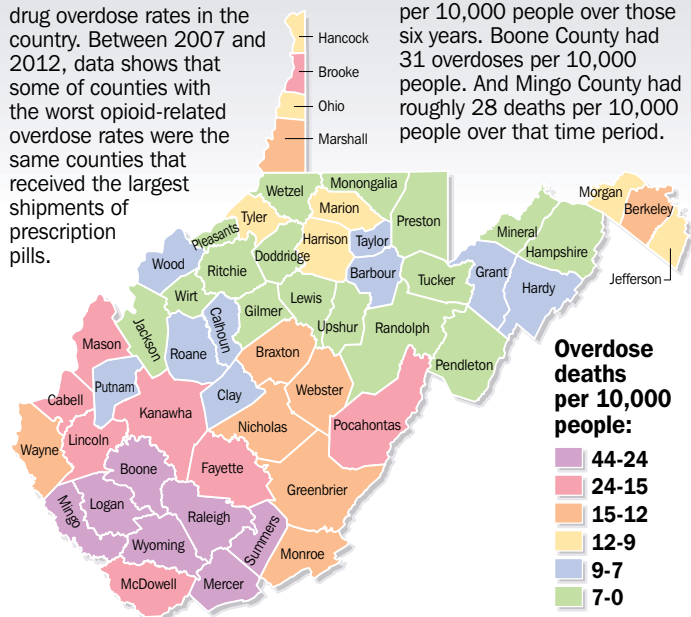 drug overdose rates in the
country. Between 2007 and
2012, data shows that
some of counties with
the worst opioid-related
overdose rates were the
same counties that
received the largest
shipments of
prescription
pills.
per 10,000 people over those
six years. Boone County had
31 overdoses per 10,000
people. And Mingo County had
roughly 28 deaths per 10,000
people over that time period.
Hancock
Brooke
Ohio
Marshall
Wetzel
Monongalia
Tyler
Marion
Preston
Morgan
Berkeley
Jefferson
Pleasants
Harrison
Taylor
Mineral
Hampshire
Wood
Doddridge
Barbour
Ritchie
Tucker
Grant
Hardy
Wirt
Lewis
Gilmer
Calhoun
Upshur
Randolph
Jackson
Mason
Roane
Braxton
Pendleton
Putnam
Clay
Webster
Cabell
Kanawha
Pocahontas
Nicholas
Wayne
Lincoln
Boone
Fayette
Greenbrier
Mingo
Logan
Raleigh
Summers
Wyoming
Monroe
McDowell
Mercer
Overdose
deaths
per 10,000
people:
44-24
24-15
15-12
12-9
9-7
7-0